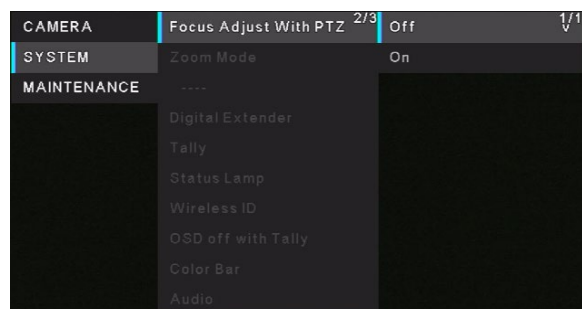 CAMERA
SYSTEM
MAINTENANCE
Focus Adjust With PTZ 2/3
Zoom Mode
----
Digital Extender
Tally
Status Lamp
Wireless ID
OSD off with Tally
Color Bar
Audio
Off 1/1
On